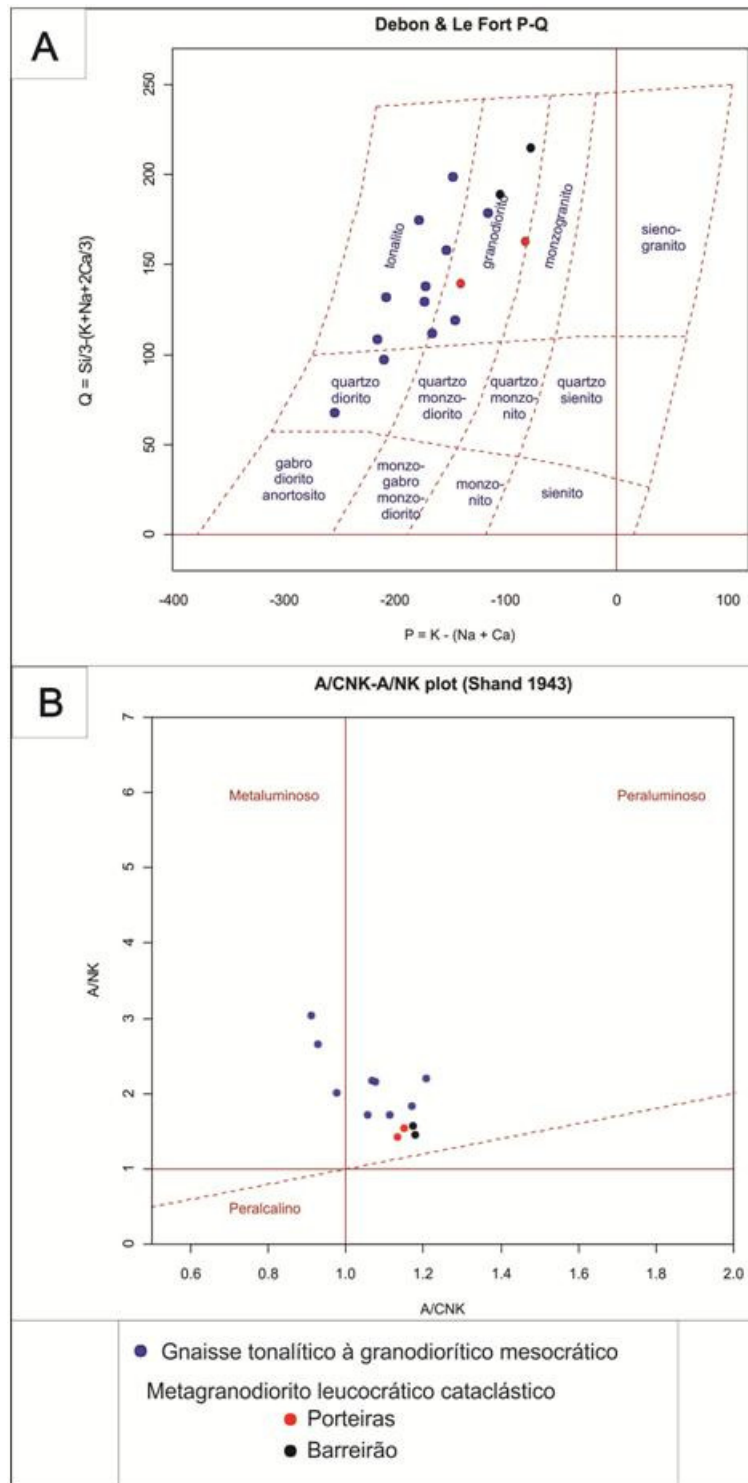 A
Debon & Le Fort P-Q
Q = Si/3-(K+Na+2Ca/3)
250
200
150
100
50
0
tonalito
granodiorito
monzogranito
sieno-
granito
quartzo
diorito
quartzo
monzo-
diorito
quartzo
monzo-
nito
quartzo
sienito
gabro
diorito
anortosito
monzo-
gabro
monzo-
diorito
monzo-
nito
sienito
-400 -300 -200 -100 0 100
P = K - (Na + Ca)
B
A/CNK-A/NK plot (Shand 1943)
A/NK
7
6
5
4
3
2
1
0
Metaluminoso
Peraluminoso
Peralcalino
0.6 0.8 1.0 1.2 1.4 1.6 1.8 2.0
A/CNK
Gnaisse tonalítico à granodiorítico mesocrático
Metagranodiorito leucocrático cataclástico
Porteiras
Barreirão